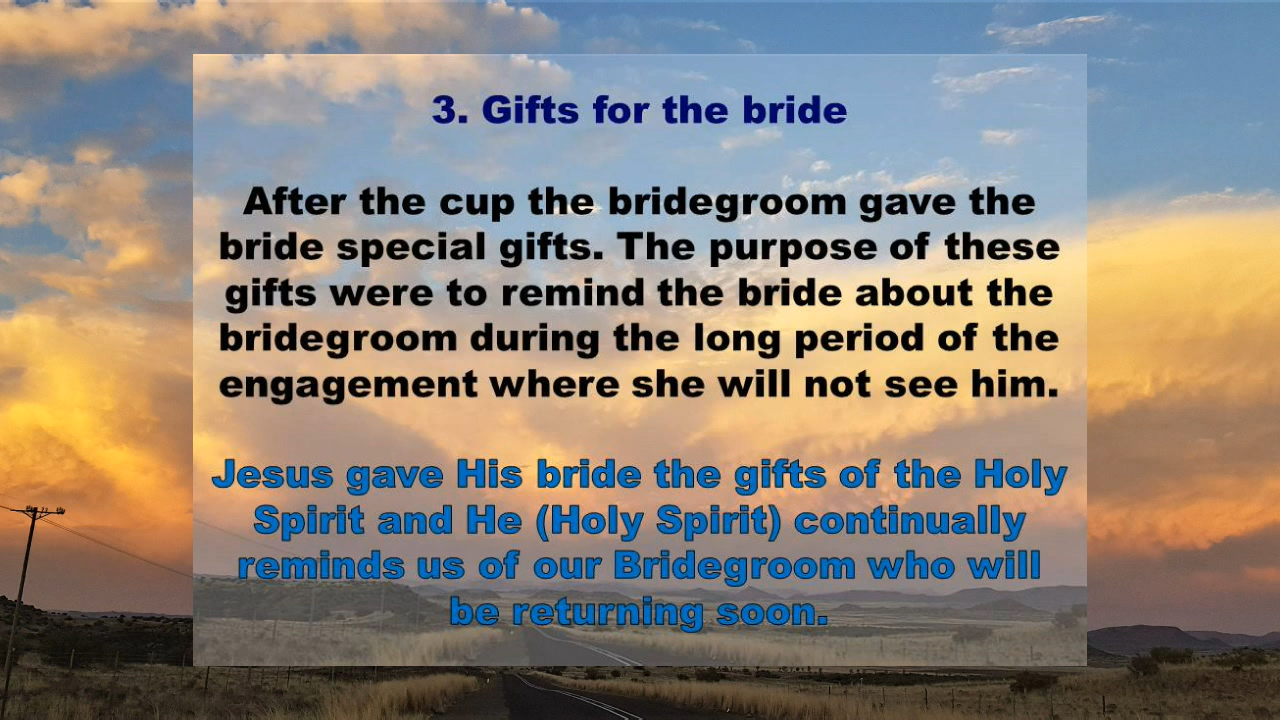 3. Gifts for the bride
After the cup the bridegroom gave the
bride special gifts. The purpose of these
gifts were to remind the bride about the
bridegroom during the long period of the
engagement where she will not see him.
Jesus gave His bride the gifts of the Holy
Spirit and He (Holy Spirit) continually
reminds us of our Bridegroom who will
be returning soon.